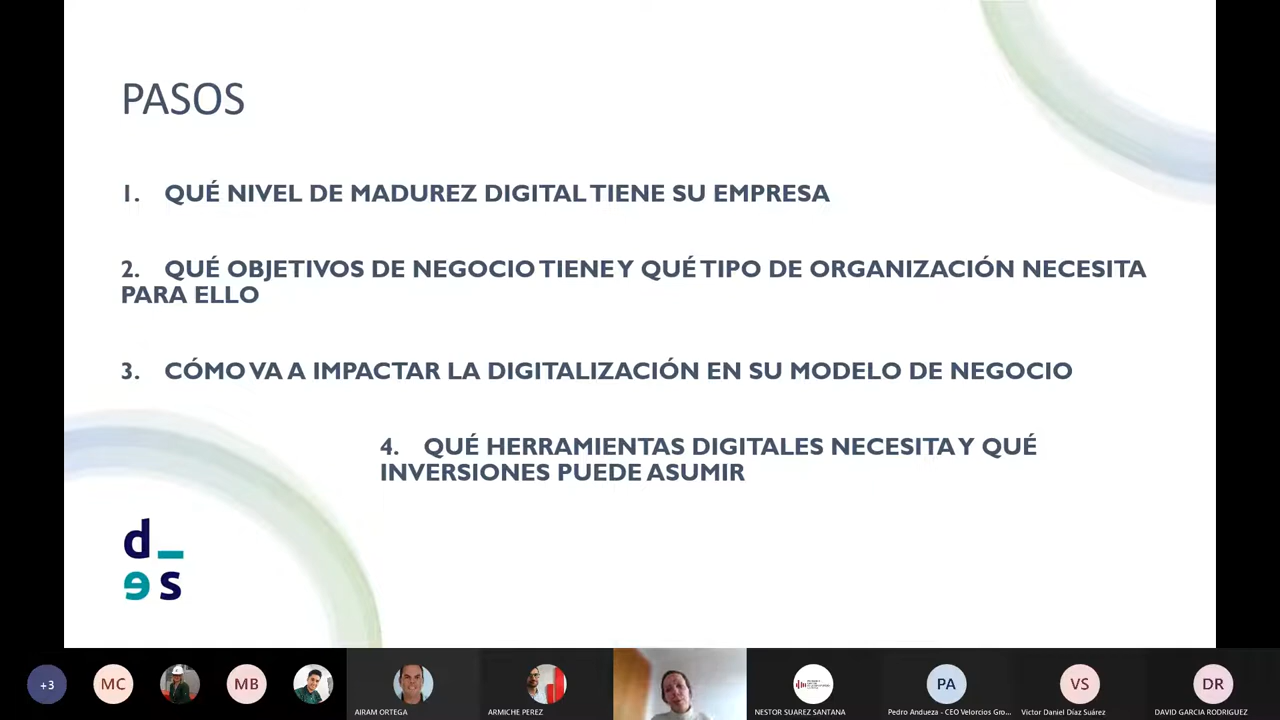 PASOS
1. QUÉ NIVEL DE MADUREZ DIGITAL TIENE SU EMPRESA
2. QUÉ OBJETIVOS DE NEGOCIO TIENE Y QUÉ TIPO DE ORGANIZACIÓN NECESITA
PARA ELLO
3. CÓMO VA A IMPACTAR LA DIGITALIZACIÓN EN SU MODELO DE NEGOCIO
4. QUÉ HERRAMIENTAS DIGITALES NECESITA Y QUÉ
INVERSIONES PUEDE ASUMIR
d_
es
+3 MC MB PA VS DR
AIRAM ORTEGA ARMICHE PEREZ NESTOR SUAREZ SANTANA Pedro Andueza - CEO Velorcios Gro... Víctor Daniel Díaz Suárez DAVID GARCIA RODRIGUEZ